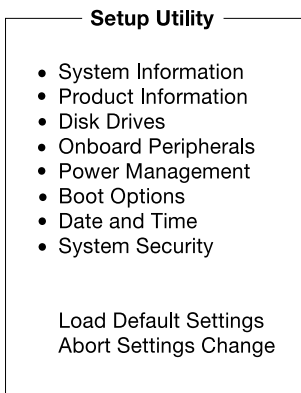 Setup Utility
• System Information
• Product Information
• Disk Drives
• Onboard Peripherals
• Power Management
• Boot Options
• Date and Time
• System Security
Load Default Settings
Abort Settings Change